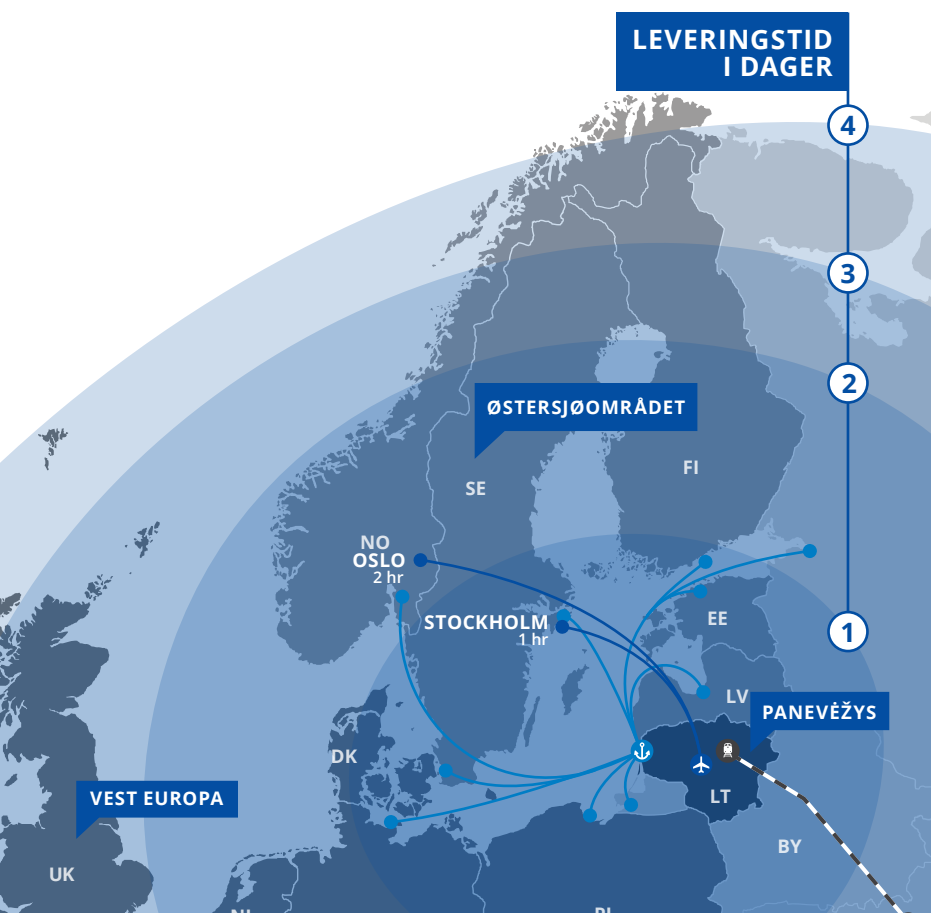 LEVERINGSTID
I DAGER
4
3
2
ØSTERSJØOMRÅDET
FI
SE
NO
OSLO
2 hr
STOCKHOLM
1 hr
EE
1
LV
PANEVĖŽYS
DK
VEST EUROPA
LT
BY
UK